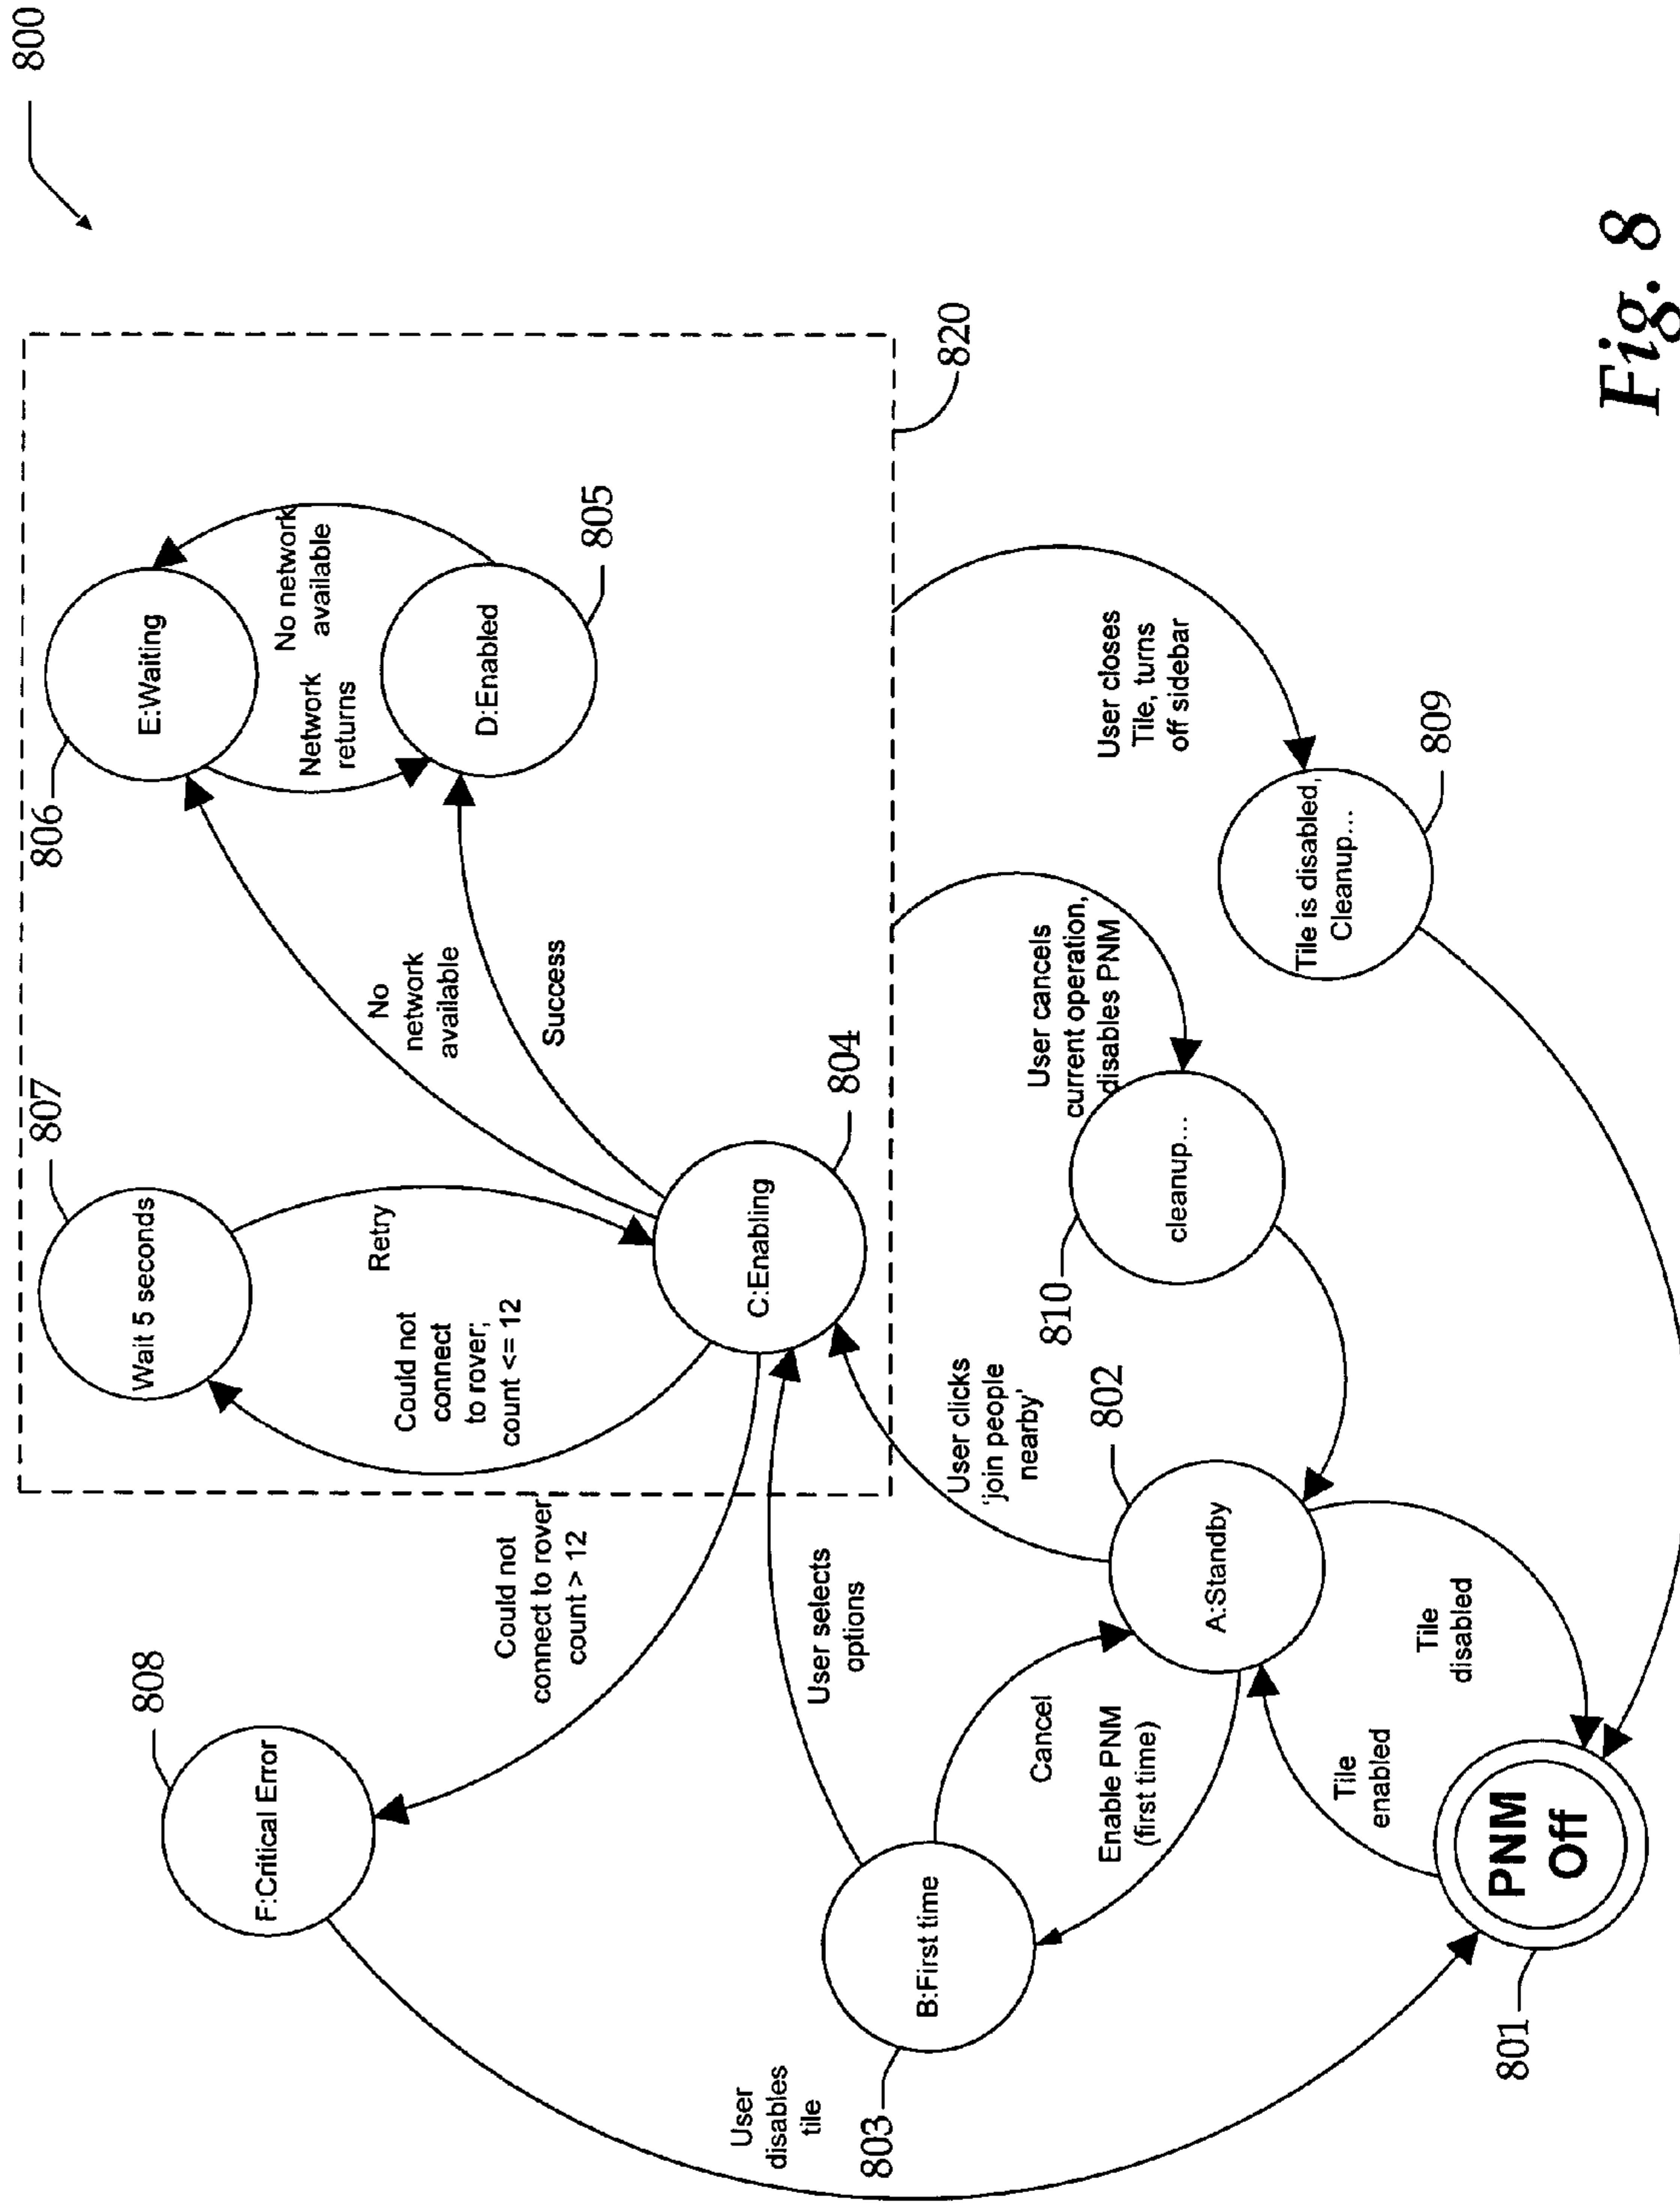 800
807
806
Wait 5 seconds
E:Waiting
No network
available
Network
returns
Retry
No
network
available
Could not
connect
to rover;
count <= 12
Success
D:Enabled
805
C:Enabling
804
820
808
F:Critical Error
Could not
connect to rover
count > 12
User selects
options
User
disables
tile
803
B:First time
Cancel
Enable PNM
(first time)
User clicks
'join people
nearby'
802
A:Standby
810
cleanup...
User cancels
current operation,
disables PNM
User closes
Tile, turns
off sidebar
Tile is disabled,
Cleanup...
809
Tile
enabled
Tile
disabled
PNM
Off
801
Fig. 8